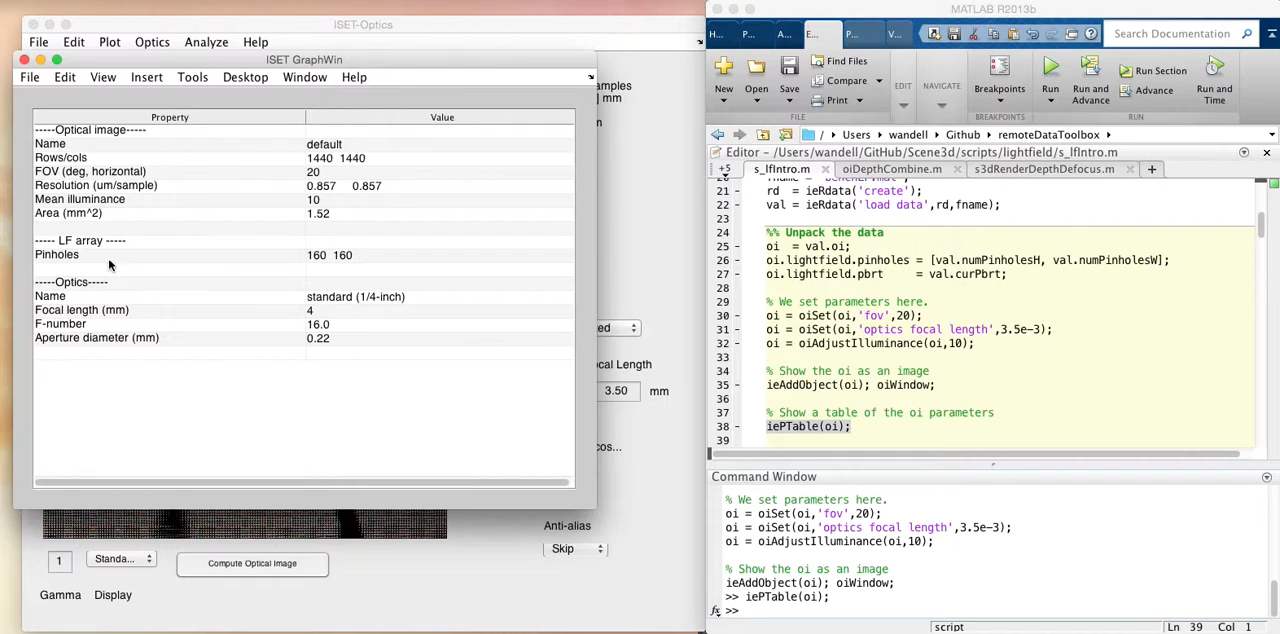 ISET-Optics
File Edit Plot Optics Analyze Help
ISET GraphWin
File Edit View Insert Tools Desktop Window Help
Property Value
-----Optical image-----
Name default
Rows/cols 1440 1440
FOV (deg, horizontal) 20
Resolution (um/sample) 0.857 0.857
Mean illuminance 10
Area (mm^2) 1.52
----- LF array -----
Pinholes 160 160
-----Optics-----
Name standard (1/4-inch)
Focal length (mm) 4
F-number 16.0
Aperture diameter (mm) 0.22
amples
] mm
m
ed
cal Length
3.50 mm
cos...
Anti-alias
Skip
1 Standa... Compute Optical Image
Gamma Display
MATLAB R2013b
H... P... A... E... P... V... Search Documentation
New Open Save Find Files Compare Print EDIT NAVIGATE Breakpoints Run Run and Advance Run Section Advance Run and Time
FILE BREAKPOINTS RUN
/ Users wandell Github remoteDataToolbox
Editor - /Users/wandell/GitHub/Scene3d/scripts/lightfield/s_lfIntro.m
+5 s_lfIntro.m oiDepthCombine.m s3dRenderDepthDefocus.m
21 - rd = ieRdata('create');
22 - val = ieRdata('load data',rd,fname);
23
24 %% Unpack the data
25 - oi = val.oi;
26 - oi.lightfield.pinholes = [val.numPinholesH, val.numPinholesW];
27 - oi.lightfield.pbrt = val.curPbrt;
28
29 % We set parameters here.
30 - oi = oiSet(oi,'fov',20);
31 - oi = oiSet(oi,'optics focal length',3.5e-3);
32 - oi = oiAdjustIlluminance(oi,10);
33
34 % Show the oi as an image
35 - ieAddObject(oi); oiWindow;
36
37 % Show a table of the oi parameters
38 - iePTable(oi);
39
Command Window
% We set parameters here.
oi = oiSet(oi,'fov',20);
oi = oiSet(oi,'optics focal length',3.5e-3);
oi = oiAdjustIlluminance(oi,10);
% Show the oi as an image
ieAddObject(oi); oiWindow;
>> iePTable(oi);
fx >>
script Ln 39 Col 1